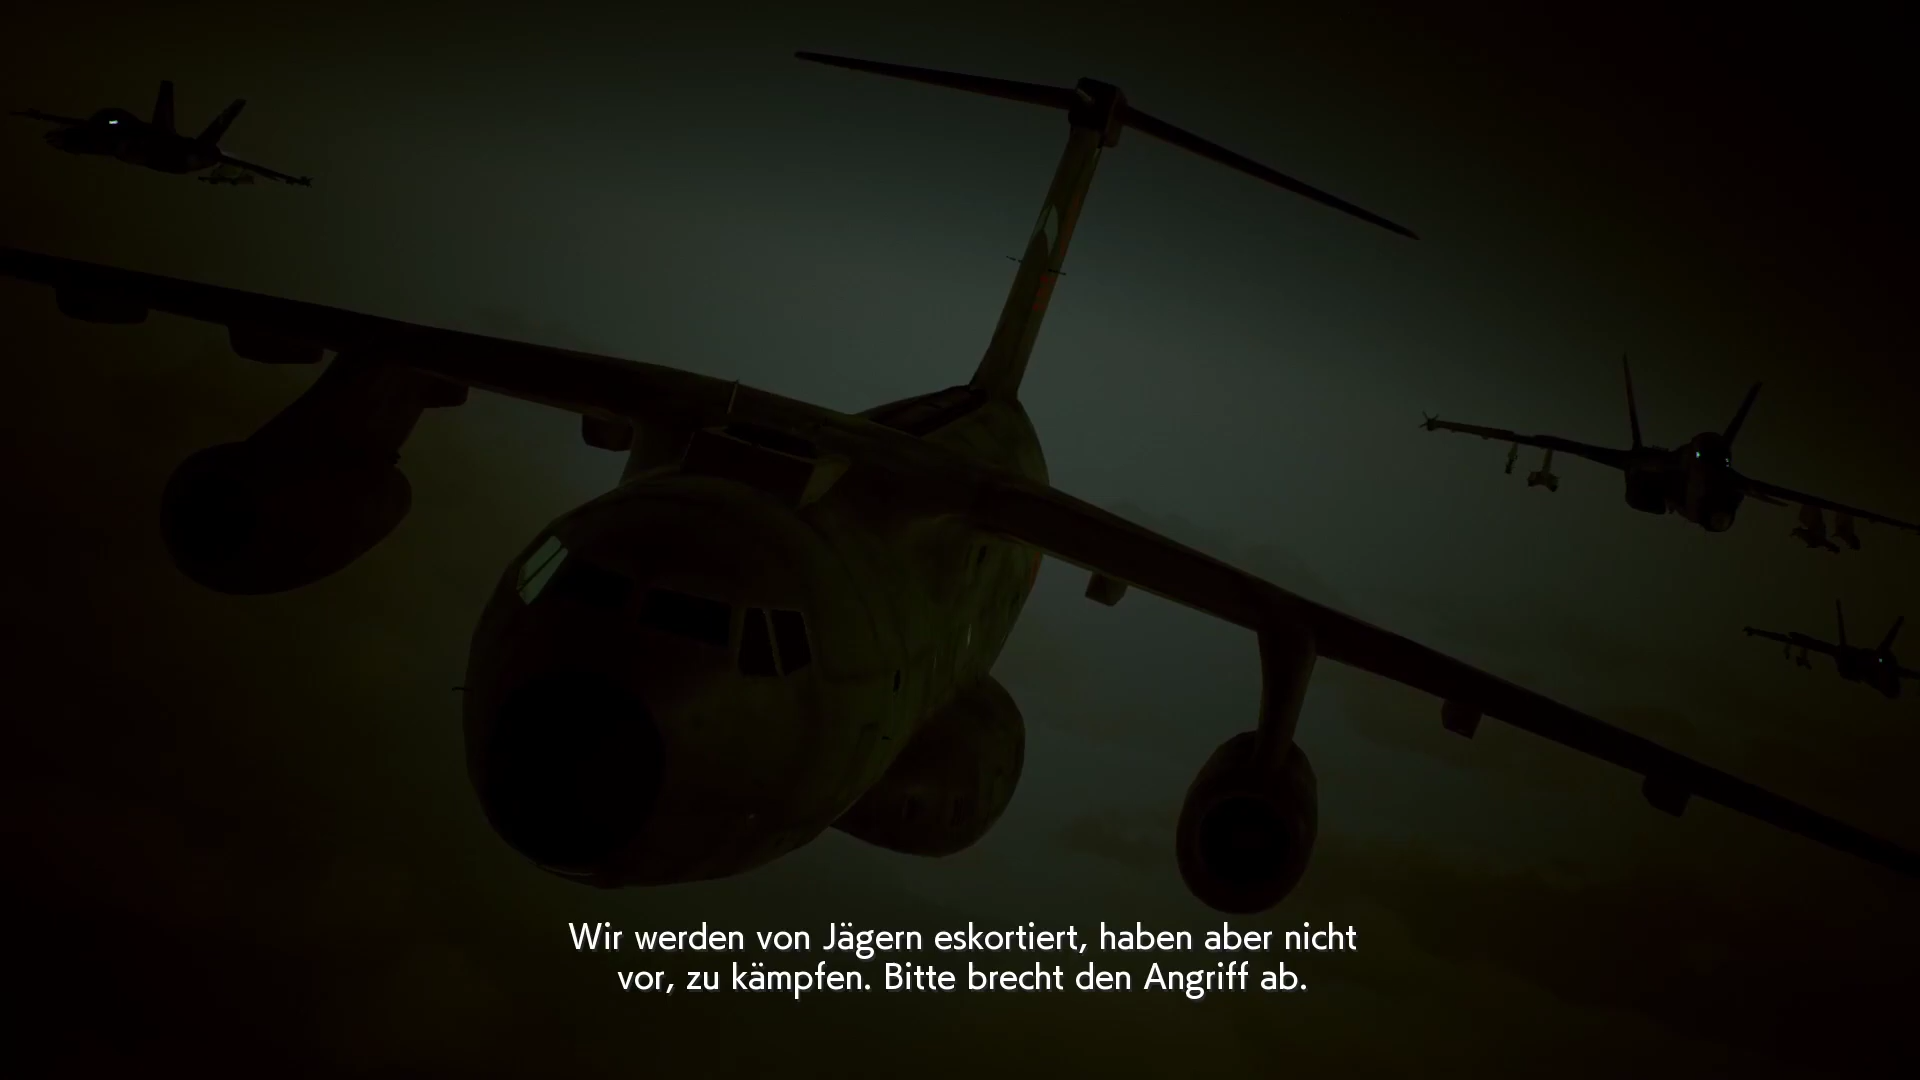 Wir werden von Jägern eskortiert, haben aber nicht
vor, zu kämpfen. Bitte brecht den Angriff ab.